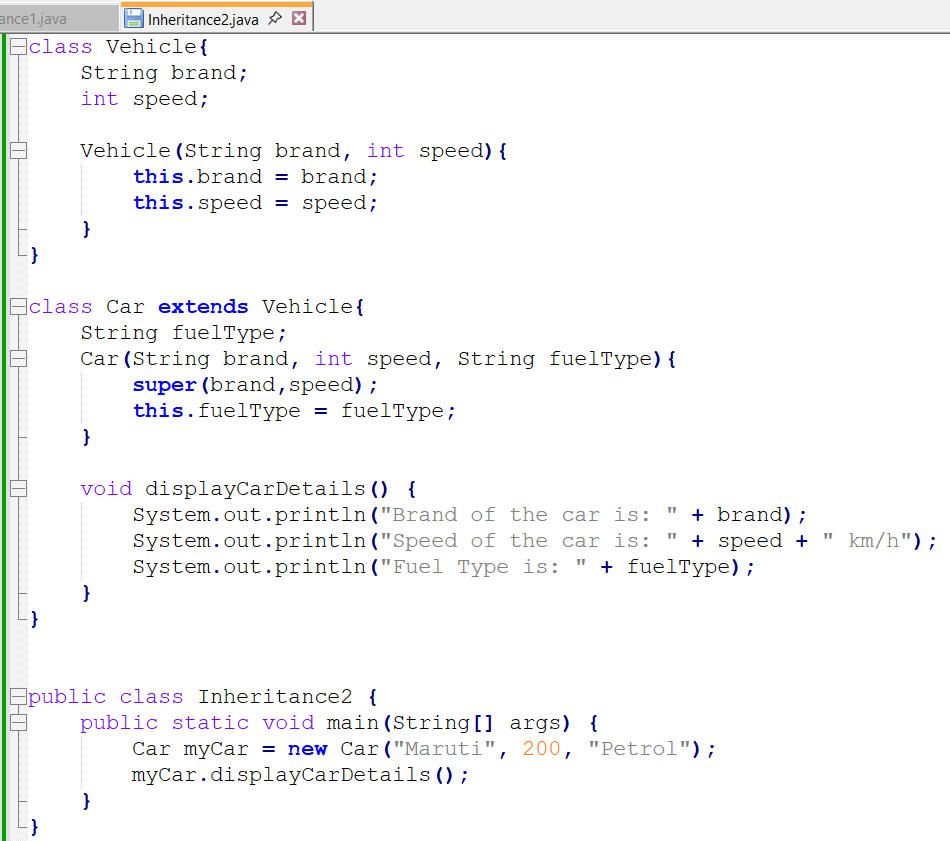 ance1.java
Inheritance2.java
class Vehicle{
    String brand;
    int speed;

    Vehicle(String brand, int speed){
        this.brand = brand;
        this.speed = speed;
    }
}

class Car extends Vehicle{
    String fuelType;
    Car(String brand, int speed, String fuelType){
        super(brand,speed);
        this.fuelType = fuelType;
    }

    void displayCarDetails() {
        System.out.println("Brand of the car is: " + brand);
        System.out.println("Speed of the car is: " + speed + " km/h");
        System.out.println("Fuel Type is: " + fuelType);
    }
}


public class Inheritance2 {
    public static void main(String[] args) {
        Car myCar = new Car("Maruti", 200, "Petrol");
        myCar.displayCarDetails();
    }
}